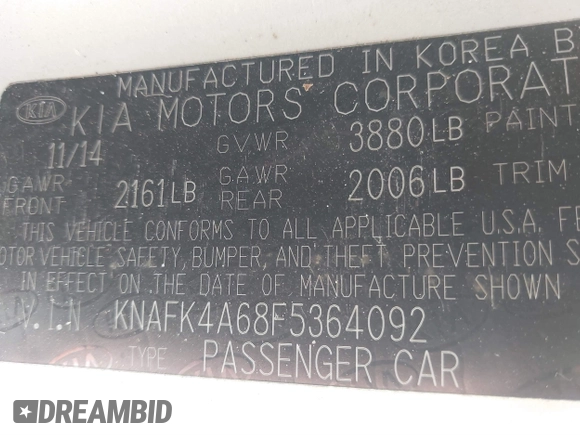 MANUFACTURED IN KOREA B
KIA KIA MOTORS CORPORAT
11/14 GVWR 3880LB PAINT
GAWR FRONT 2161LB GAWR REAR 2006LB TRIM
THIS VEHICLE CONFORMS TO ALL APPLICABLE U.S.A. FE
OTOR VEHICLE SAFETY, BUMPER, AND THEFT PREVENTION S
IN EFFECT ON THE DATE OF MANUFACTURE SHOWN
V.I.N KNAFK4A68F5364092
TYPE PASSENGER CAR
DREAMBID